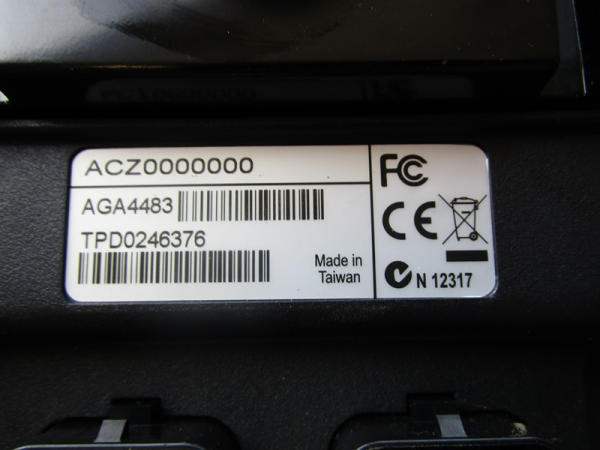 ACZ0000000
AGA4483
TPD0246376
Made in
Taiwan
FC
CE
N 12317